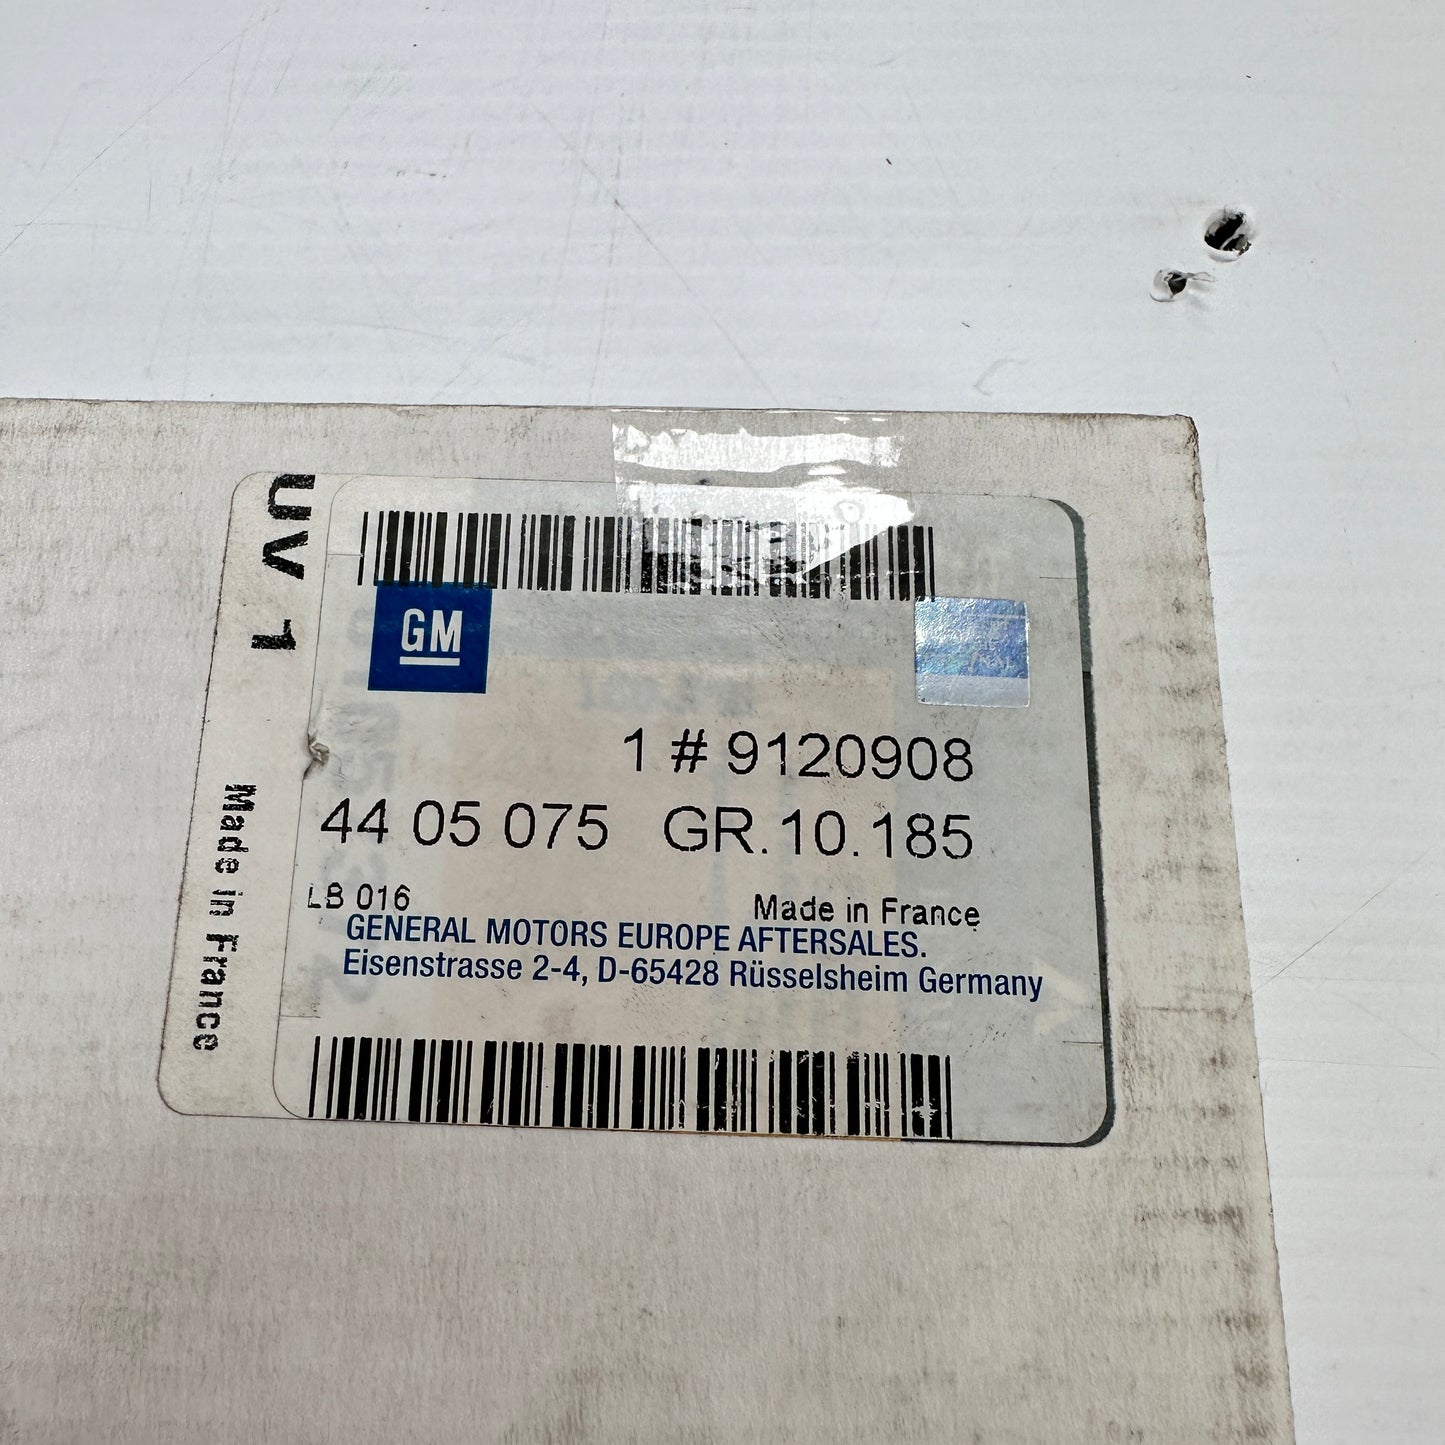 UV 1
Made in France
GM
1 # 9120908
44 05 075 GR.10.185
LB 016
Made in France
GENERAL MOTORS EUROPE AFTERSALES.
Eisenstrasse 2-4, D-65428 Rüsselsheim Germany